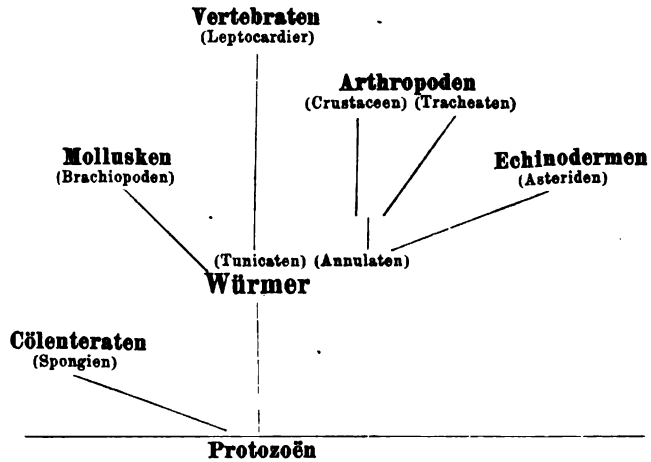 Vertebraten
(Leptocardier)
Arthropoden
(Crustaceen) (Tracheaten)
Mollusken
(Brachiopoden)
Echinodermen
(Asteriden)
(Tunicaten) (Annulaten)
Würmer
Cölenteraten
(Spongien)
Protozoën